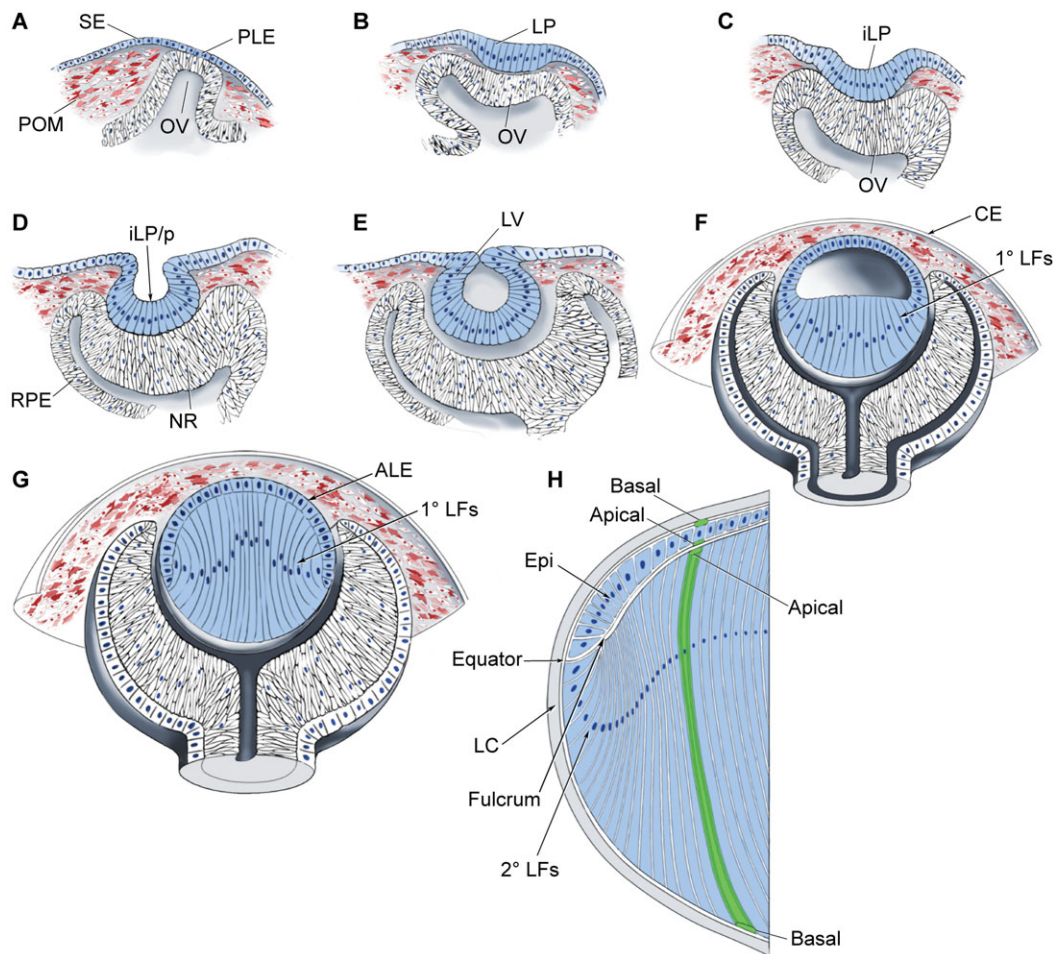 A
SE
PLE
POM
OV
B
LP
OV
C
iLP
OV
D
iLP/p
RPE
NR
E
LV
F
CE
1° LFs
G
ALE
1° LFs
H
Basal
Apical
Epi
Apical
Equator
LC
Fulcrum
2° LFs
Basal